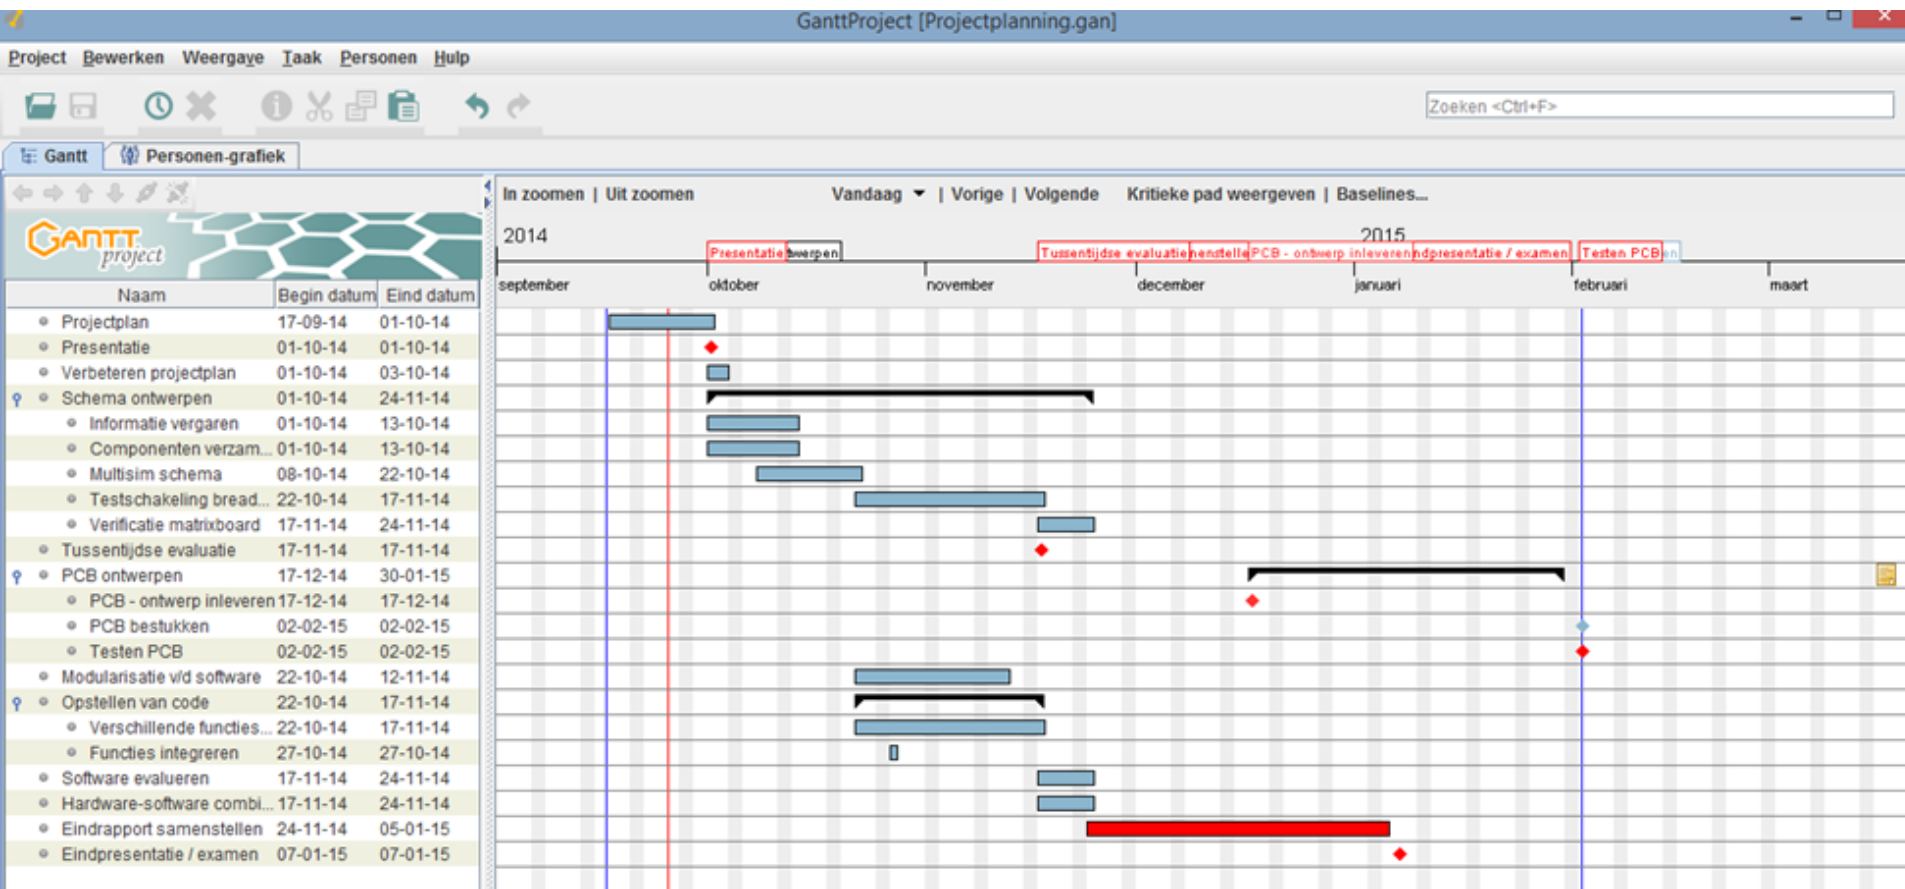 GanttProject [Projectplanning.gan]
Project Bewerken Weergave Taak Personen Hulp
Zoeken <Ctrl+F>
Gantt Personen-grafiek
In zoomen | Uit zoomen Vandaag | Vorige | Volgende Kritieke pad weergeven | Baselines...
GANTT project
2014 2015
Presentatie twerpen Tussentijdse evaluatie nenstelle PCB - ontwerp inleveren ndpresentatie / examen Testen PCB en
september oktober november december januari februari maart
Naam Begin datum Eind datum
Projectplan 17-09-14 01-10-14
Presentatie 01-10-14 01-10-14
Verbeteren projectplan 01-10-14 03-10-14
Schema ontwerpen 01-10-14 24-11-14
Informatie vergaren 01-10-14 13-10-14
Componenten verzam... 01-10-14 13-10-14
Multisim schema 08-10-14 22-10-14
Testschakeling bread... 22-10-14 17-11-14
Verificatie matrixboard 17-11-14 24-11-14
Tussentijdse evaluatie 17-11-14 17-11-14
PCB ontwerpen 17-12-14 30-01-15
PCB - ontwerp inleveren 17-12-14 17-12-14
PCB bestukken 02-02-15 02-02-15
Testen PCB 02-02-15 02-02-15
Modularisatie v/d software 22-10-14 12-11-14
Opstellen van code 22-10-14 17-11-14
Verschillende functies... 22-10-14 17-11-14
Functies integreren 27-10-14 27-10-14
Software evalueren 17-11-14 24-11-14
Hardware-software combi... 17-11-14 24-11-14
Eindrapport samenstellen 24-11-14 05-01-15
Eindpresentatie / examen 07-01-15 07-01-15